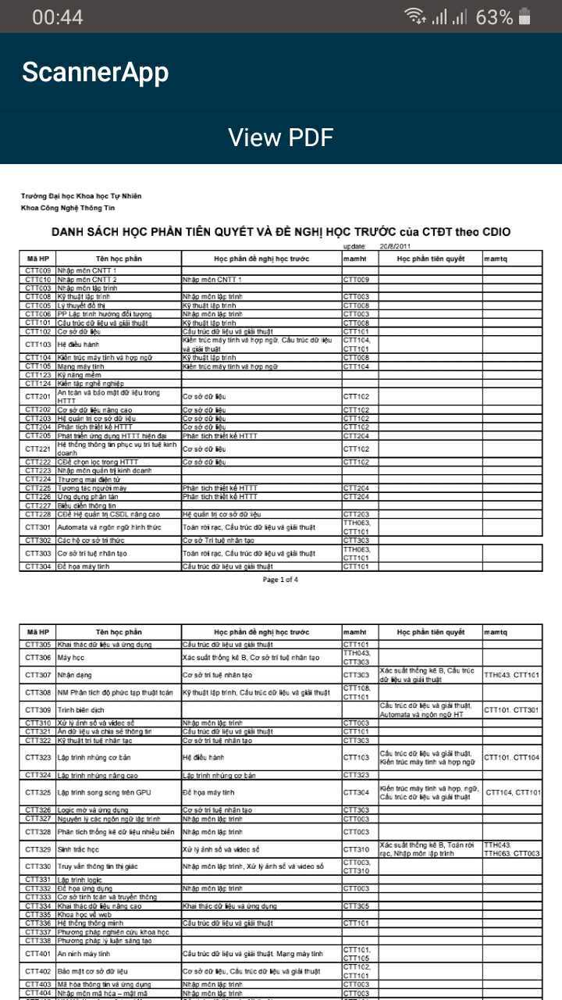 00:44
63%
ScannerApp
View PDF
Trường Đại học Khoa học Tự Nhiên
Khoa Công Nghệ Thông Tin
DANH SÁCH HỌC PHẦN TIÊN QUYẾT VÀ ĐỀ NGHỊ HỌC TRƯỚC của CTĐT theo CDIO
update: 20/8/2011
Mã HP Tên học phần Học phần đề nghị học trước mamht Học phần tiên quyết mamtq
CTT009 Nhập môn CNTT 1
CTT010 Nhập môn CNTT 2 Nhập môn CNTT 1 CTT009
CTT003 Nhập môn lập trình
CTT008 Kỹ thuật lập trình Nhập môn lập trình CTT003
CTT005 Lý thuyết đồ thị Kỹ thuật lập trình CTT008
CTT006 PP Lập trình hướng đối tượng Nhập môn lập trình CTT003
CTT101 Cấu trúc dữ liệu và giải thuật Kỹ thuật lập trình CTT008
CTT102 Cơ sở dữ liệu Cấu trúc dữ liệu và giải thuật CTT101
CTT103 Hệ điều hành Kiến trúc máy tính và hợp ngữ, Cấu trúc dữ liệu CTT104,
và giải thuật CTT101
CTT104 Kiến trúc máy tính và hợp ngữ Kỹ thuật lập trình CTT008
CTT105 Mạng máy tính Kiến trúc máy tính và hợp ngữ CTT104
CTT123 Kỹ năng mềm
CTT124 Kiến tập nghề nghiệp
CTT201 An toàn và bảo mật dữ liệu trong Cơ sở dữ liệu CTT102
HTTT
CTT202 Cơ sở dữ liệu nâng cao Cơ sở dữ liệu CTT102
CTT203 Hệ quản trị cơ sở dữ liệu Cơ sở dữ liệu CTT102
CTT204 Phân tích thiết kế HTTT Cơ sở dữ liệu CTT102
CTT205 Phát triển ứng dụng HTTT hiện đại Phân tích thiết kế HTTT CTT204
CTT221 Hệ thống thông tin phục vụ trí tuệ kinh Cơ sở dữ liệu CTT102
doanh
CTT222 CĐề chọn lọc trong HTTT Cơ sở dữ liệu CTT102
CTT223 Nhập môn quản trị kinh doanh
CTT224 Thương mại điện tử
CTT225 Tương tác người máy Phân tích thiết kế HTTT CTT204
CTT226 Ứng dụng phân tán Phân tích thiết kế HTTT CTT204
CTT227 Biểu diễn thông tin
CTT228 CĐề Hệ quản trị CSDL nâng cao Hệ quản trị cơ sở dữ liệu CTT203
CTT301 Automata và ngôn ngữ hình thức Toán rời rạc, Cấu trúc dữ liệu và giải thuật TTH063,
CTT101
CTT302 Các hệ cơ sở tri thức Cơ sở Trí tuệ nhân tạo CTT303
CTT303 Cơ sở trí tuệ nhân tạo Toán rời rạc, Cấu trúc dữ liệu và giải thuật TTH063,
CTT101
CTT304 Đồ họa máy tính Cấu trúc dữ liệu và giải thuật CTT101
Page 1 of 4
Mã HP Tên học phần Học phần đề nghị học trước mamht Học phần tiên quyết mamtq
CTT305 Khai thác dữ liệu và ứng dụng Cấu trúc dữ liệu và giải thuật CTT101
CTT306 Máy học Xác suất thống kê B, Cơ sở trí tuệ nhân tạo TTH043,
CTT303
CTT307 Nhận dạng Cơ sở trí tuệ nhân tạo CTT303 Xác suất thống kê B, Cấu trúc TTH043, CTT101
dữ liệu và giải thuật
CTT308 NM Phân tích độ phức tạp thuật toán Kỹ thuật lập trình, Cấu trúc dữ liệu và giải thuật CTT108,
CTT101
CTT309 Trình biên dịch Cấu trúc dữ liệu và giải thuật, CTT101, CTT301
Automata và ngôn ngữ HT
CTT310 Xử lý ảnh số và video số Nhập môn lập trình CTT003
CTT321 Ẩn dữ liệu và chia sẻ thông tin Cấu trúc dữ liệu và giải thuật CTT101
CTT322 Kỹ thuật trí tuệ nhân tạo Cơ sở trí tuệ nhân tạo CTT303
CTT323 Lập trình nhúng cơ bản Hệ điều hành CTT103 Cấu trúc dữ liệu và giải thuật, CTT101, CTT104
Kiến trúc máy tính và hợp ngữ
CTT324 Lập trình nhúng nâng cao Lập trình nhúng cơ bản CTT323
CTT325 Lập trình song song trên GPU Đồ họa máy tính CTT304 Kiến trúc máy tính và hợp, ngữ, CTT104, CTT101
Cấu trúc dữ liệu và giải thuật
CTT326 Logic mờ và ứng dụng Cơ sở trí tuệ nhân tạo CTT303
CTT327 Nguyên lý các ngôn ngữ lập trình Nhập môn lập trình CTT003
CTT328 Phân tích thống kê dữ liệu nhiều biến Nhập môn lập trình CTT003
CTT329 Sinh trắc học Xử lý ảnh số và video số CTT310 Xác suất thống kê B, Toán rời TTH043,
rạc, Nhập môn lập trình TTH063, CTT003
CTT330 Truy vấn thông tin thị giác Nhập môn lập trình, Xử lý ảnh số và video số CTT003,
CTT310
CTT331 Lập trình logic
CTT332 Đồ họa ứng dụng Nhập môn lập trình CTT003
CTT333 Cơ sở tính toán và truyền thông
CTT334 Khai thác dữ liệu nâng cao Khai thác dữ liệu và ứng dụng CTT305
CTT335 Khoa học về web
CTT336 Hệ thống thông minh Cấu trúc dữ liệu và giải thuật CTT101
CTT337 Phương pháp nghiên cứu khoa học
CTT338 Phương pháp lý luận sáng tạo
CTT401 An ninh máy tính Cấu trúc dữ liệu và giải thuật, Mạng máy tính CTT101,
CTT105
CTT402 Bảo mật cơ sở dữ liệu Cơ sở dữ liệu, Cấu trúc dữ liệu và giải thuật CTT102,
CTT101
CTT403 Mã hóa thông tin và ứng dụng Nhập môn lập trình CTT003
CTT404 Nhập môn mã hóa – mật mã Nhập môn lập trình CTT003